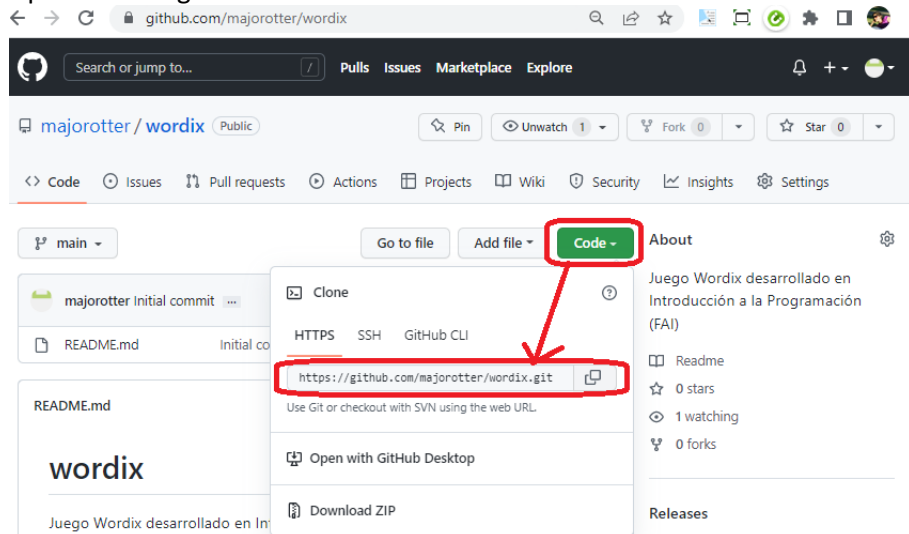 github.com/majorotter/wordix
Search or jump to... / Pulls Issues Marketplace Explore
majorotter / wordix Public Pin Unwatch 1 Fork 0 Star 0
Code Issues Pull requests Actions Projects Wiki Security Insights Settings
main Go to file Add file Code About
Clone
Juego Wordix desarrollado en
Introducción a la Programación
(FAI)
majorotter Initial commit ...
HTTPS SSH GitHub CLI
README.md Initial co
Readme
https://github.com/majorotter/wordix.git
0 stars
Use Git or checkout with SVN using the web URL.
README.md
1 watching
0 forks
Open with GitHub Desktop
wordix
Download ZIP
Releases
Juego Wordix desarrollado en In